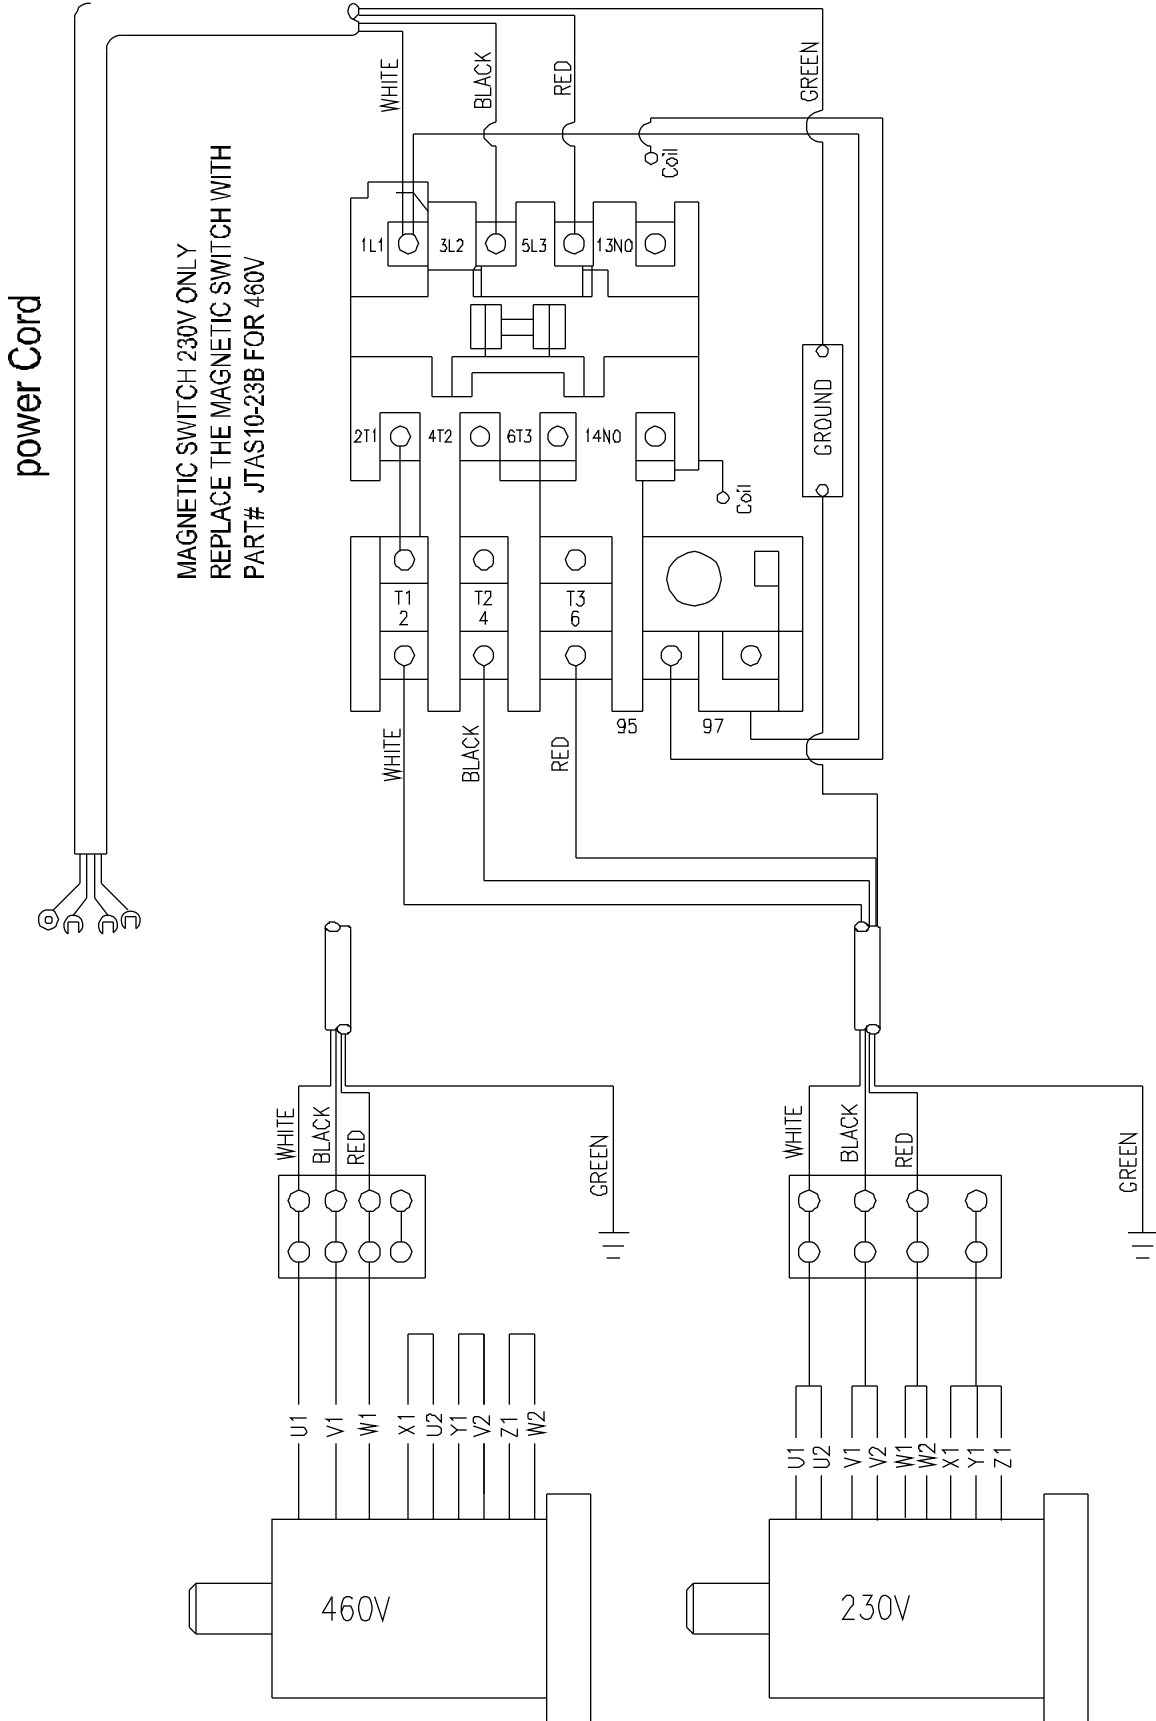 power Cord
MAGNETIC SWITCH 230V ONLY
REPLACE THE MAGNETIC SWITCH WITH
PART# JTAS10-23B FOR 460V
WHITE
BLACK
RED
GREEN
Coil
1L1
3L2
5L3
13NO
2T1
4T2
6T3
14NO
Coil
GROUND
T1
2
T2
4
T3
6
95
97
WHITE
BLACK
RED
WHITE
BLACK
RED
GREEN
WHITE
BLACK
RED
GREEN
U1
V1
W1
X1
U2
Y1
V2
Z1
W2
U1
U2
V1
V2
W1
W2
X1
Y1
Z1
460V
230V